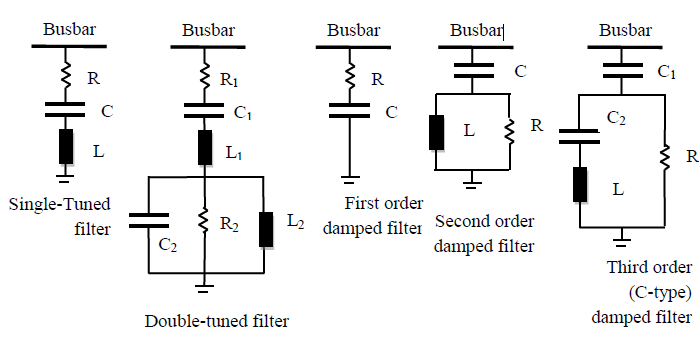 Busbar
R
C
L
Single-Tuned
filter
Busbar
R1
C1
L1
C2
R2
L2
Double-tuned filter
Busbar
R
C
First order
damped filter
Busbar
C
L
R
Second order
damped filter
Busbar
C1
C2
R
L
Third order
(C-type)
damped filter